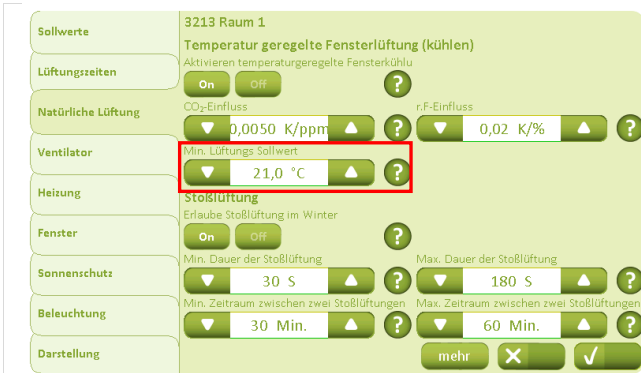 3213 Raum 1
Sollwerte
Temperatur geregelte Fensterlüftung (kühlen)
Aktivieren temperaturgeregelte Fensterkühlu
Lüftungszeiten
On Off ?
Natürliche Lüftung
CO₂-Einfluss r.F-Einfluss
0,0050 K/ppm ? 0,02 K/% ?
Ventilator
Min. Lüftungs Sollwert
21,0 °C ?
Heizung
Stoßlüftung
Erlaube Stoßlüftung im Winter
Fenster
On Off ?
Min. Dauer der Stoßlüftung Max. Dauer der Stoßlüftung
Sonnenschutz
30 S ? 180 S ?
Min. Zeitraum zwischen zwei Stoßlüftungen Max. Zeitraum zwischen zwei Stoßlüftungen
Beleuchtung
30 Min. ? 60 Min. ?
Darstellung
mehr